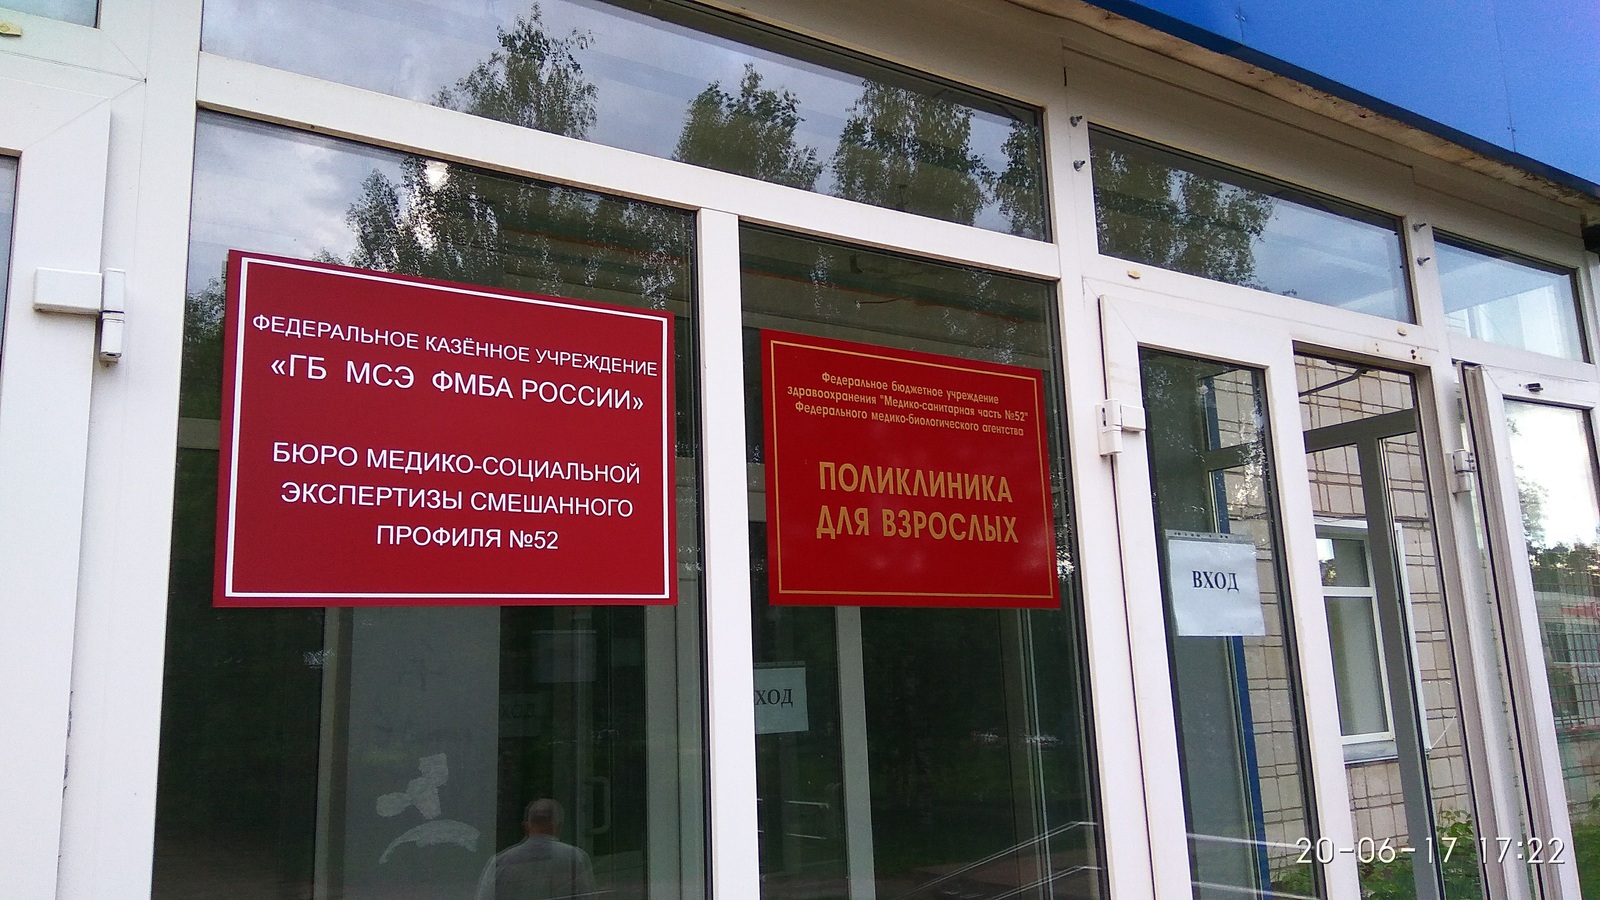 ФЕДЕРАЛЬНОЕ КАЗЁННОЕ УЧРЕЖДЕНИЕ
«ГБ МСЭ ФМБА РОССИИ»
БЮРО МЕДИКО-СОЦИАЛЬНОЙ
ЭКСПЕРТИЗЫ СМЕШАННОГО
ПРОФИЛЯ №52
Федеральное бюджетное учреждение
здравоохранения "Медико-санитарная часть №52"
Федерального медико-биологического агентства
ПОЛИКЛИНИКА
ДЛЯ ВЗРОСЛЫХ
ВХОД
ХОД
20-06-17 17:22